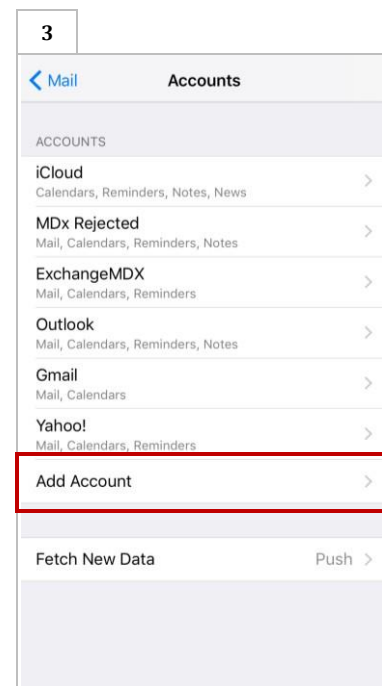 3
Mail Accounts
ACCOUNTS
iCloud
Calendars, Reminders, Notes, News
MDx Rejected
Mail, Calendars, Reminders, Notes
ExchangeMDX
Mail, Calendars, Reminders
Outlook
Mail, Calendars, Reminders, Notes
Gmail
Mail, Calendars
Yahoo!
Mail, Calendars, Reminders
Add Account
Fetch New Data Push